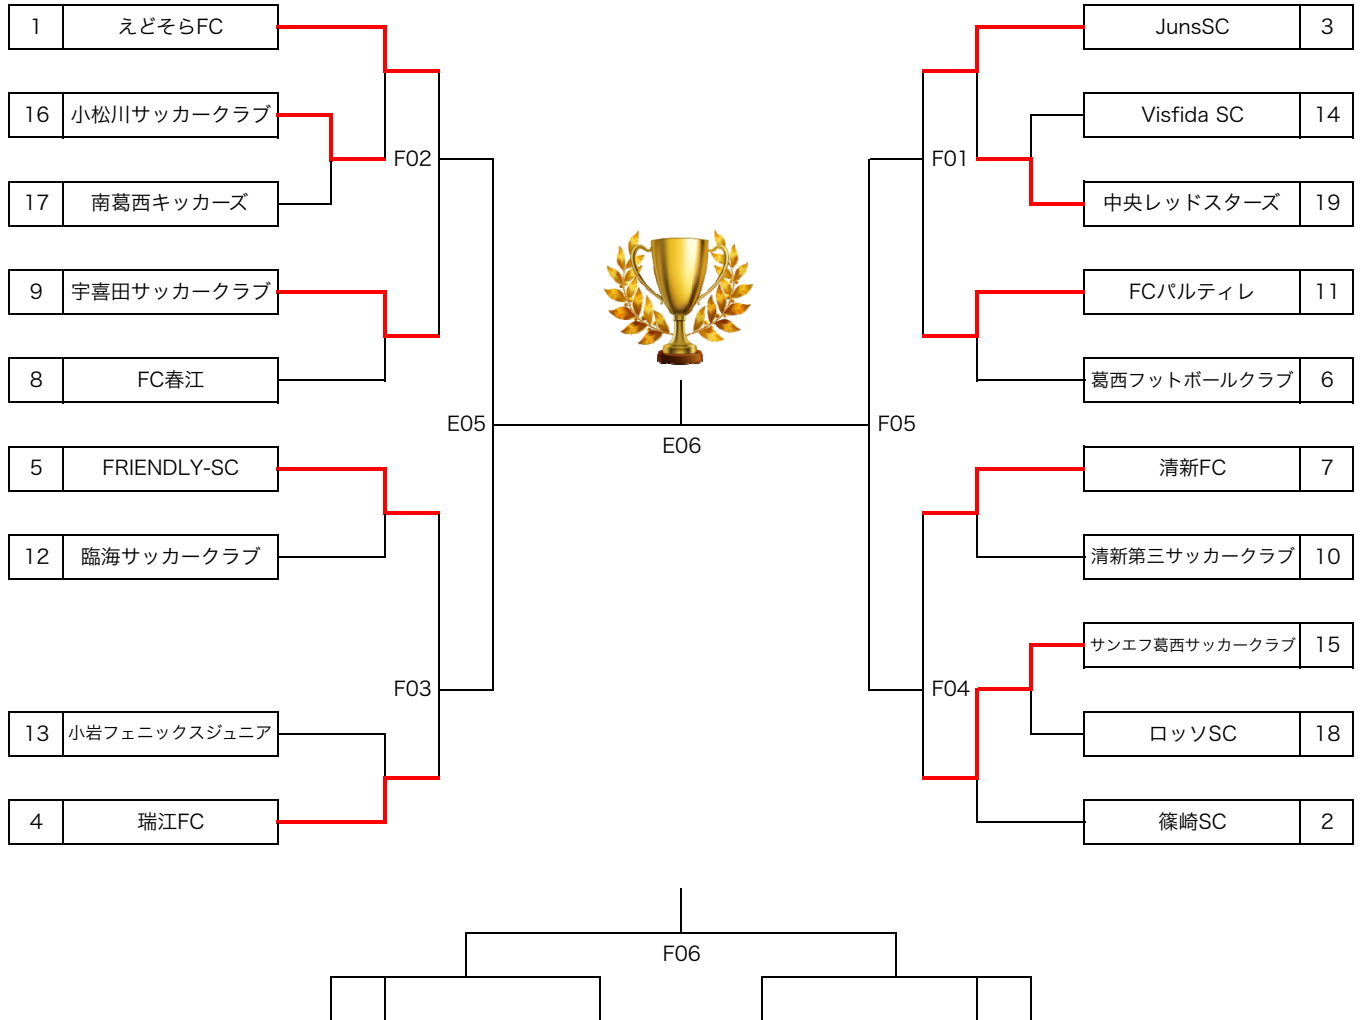 1 えどそらFC
16 小松川サッカークラブ
17 南葛西キッカーズ
9 宇喜田サッカークラブ
8 FC春江
5 FRIENDLY-SC
12 臨海サッカークラブ
13 小岩フェニックスジュニア
4 瑞江FC
F02
E05
F03
E06
F01
F05
F04
JunsSC 3
Visfida SC 14
中央レッドスターズ 19
FCパルティレ 11
葛西フットボールクラブ 6
清新FC 7
清新第三サッカークラブ 10
サンエフ葛西サッカークラブ 15
ロッソSC 18
篠崎SC 2
F06